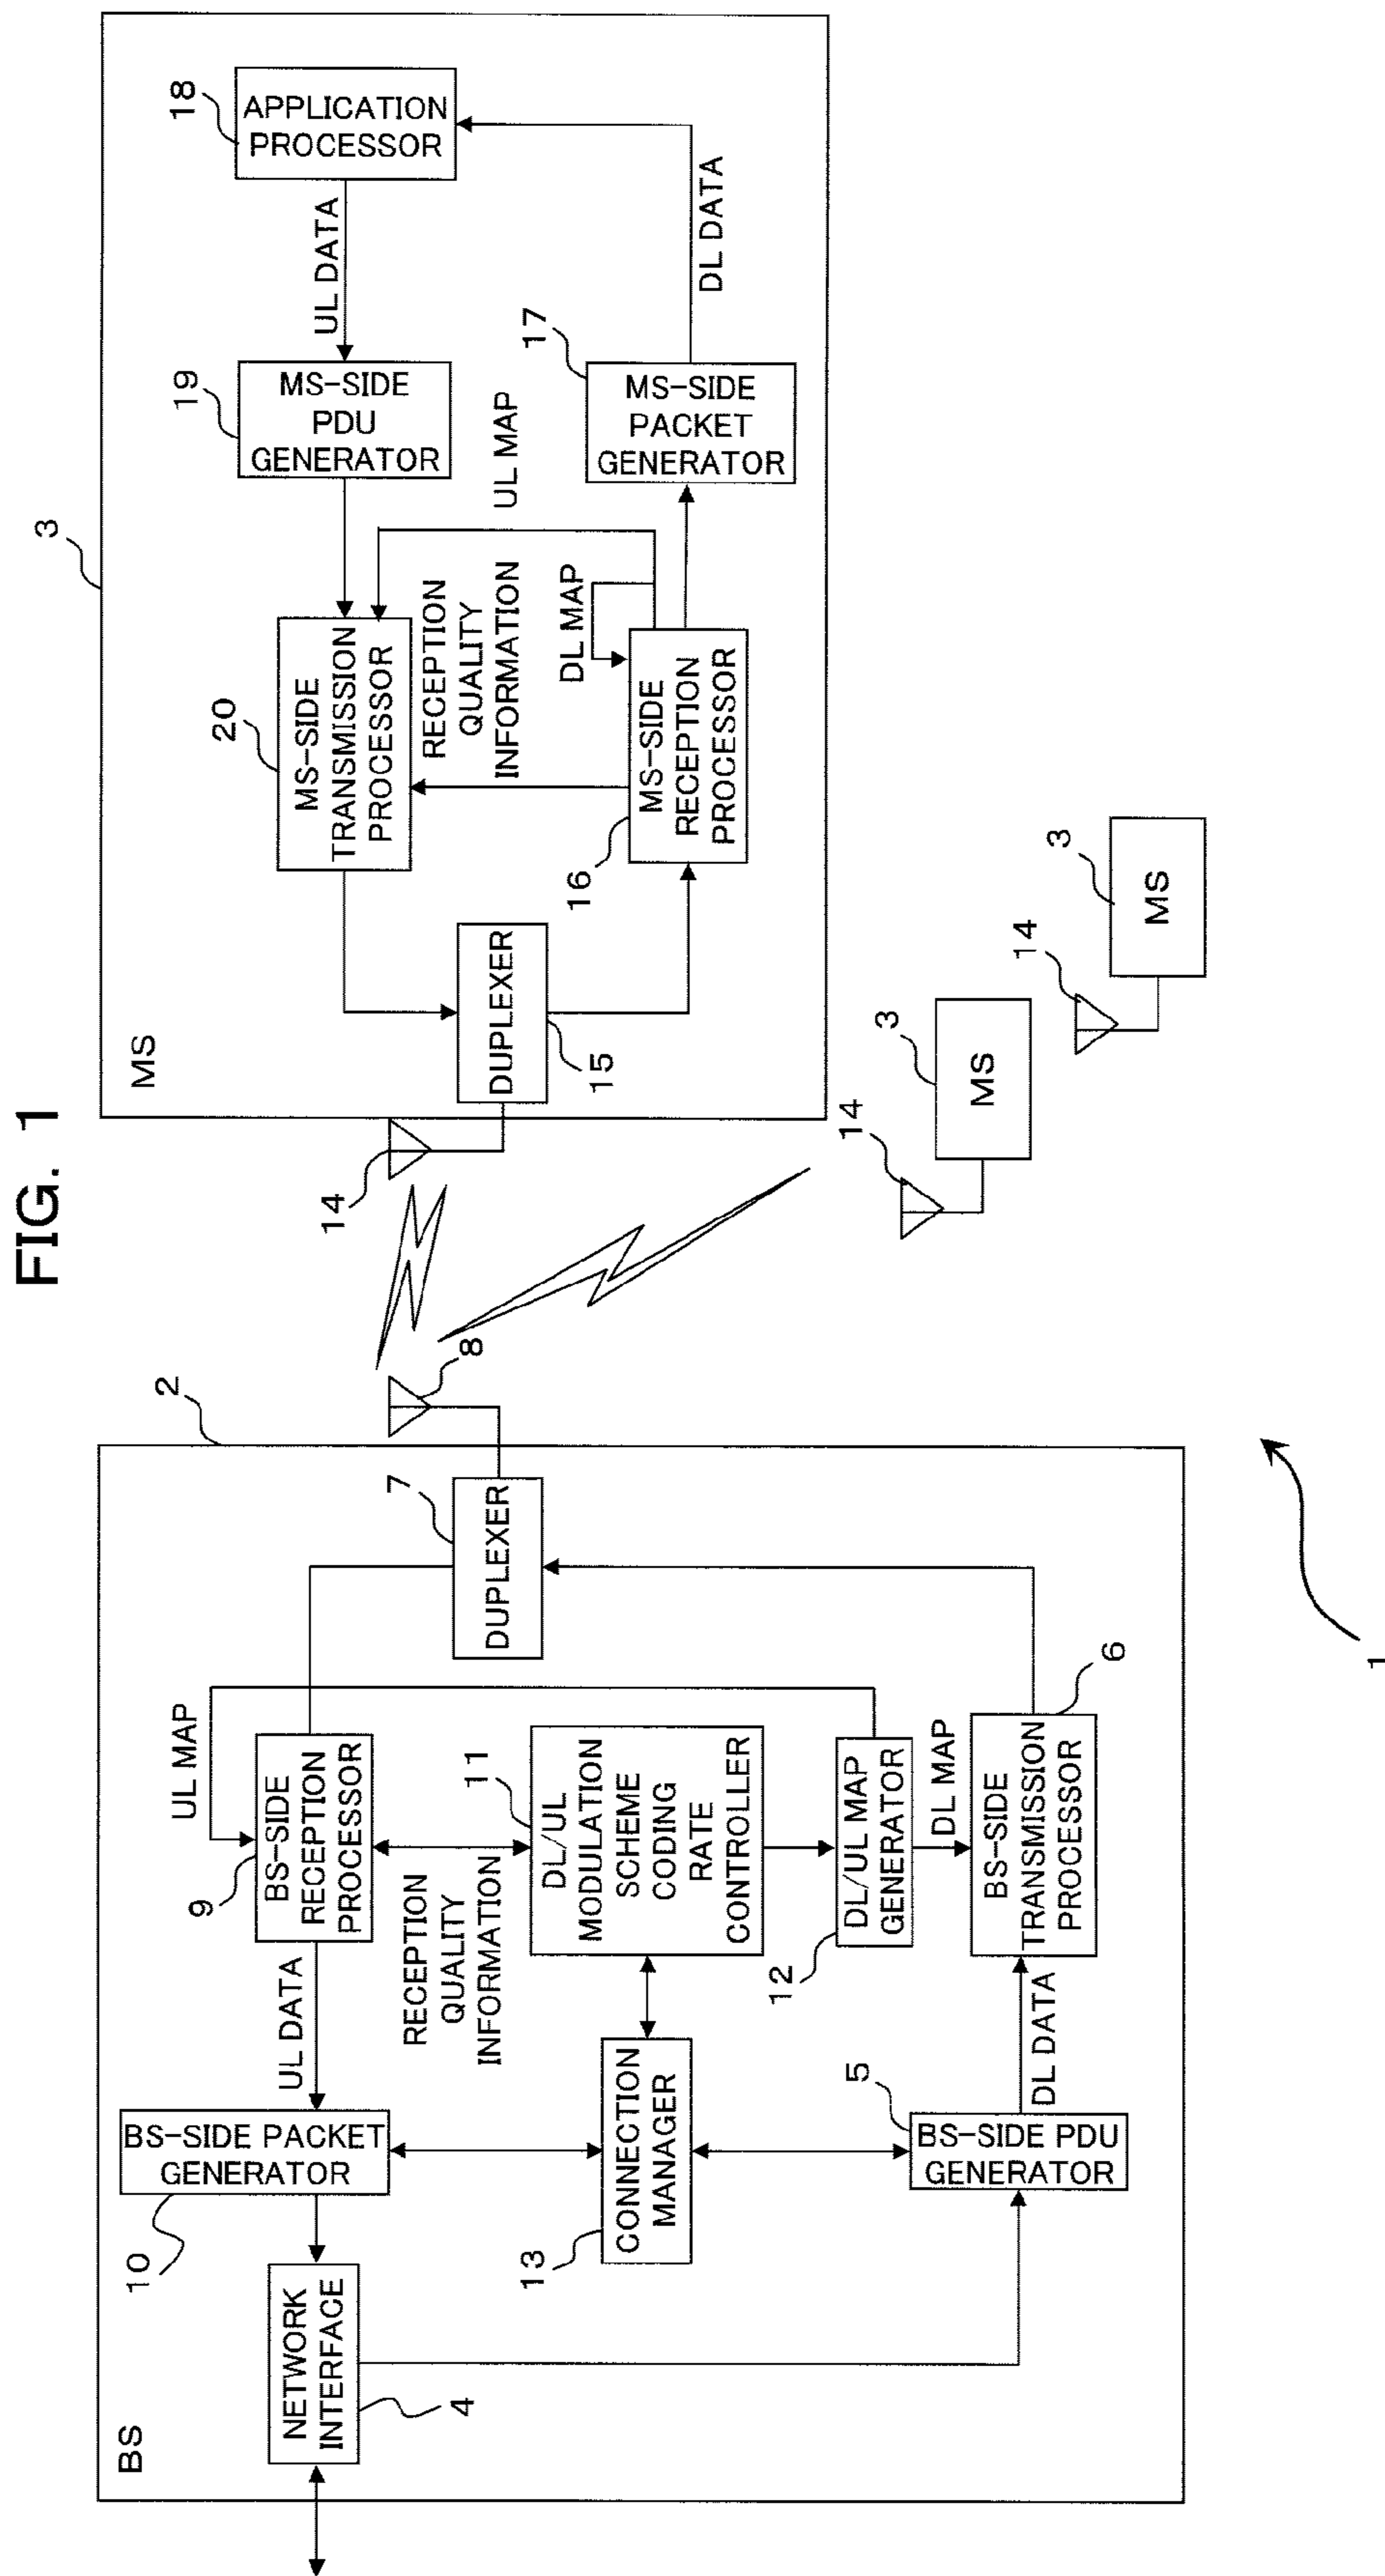 FIG. 1
BS
2
NETWORK
INTERFACE
4
BS-SIDE PACKET
GENERATOR
10
UL DATA
BS-SIDE
RECEPTION
PROCESSOR
9
UL MAP
RECEPTION
QUALITY
INFORMATION
DL/UL
MODULATION
SCHEME
CODING
RATE
CONTROLLER
11
CONNECTION
MANAGER
13
DL/UL MAP
GENERATOR
12
DL MAP
BS-SIDE PDU
GENERATOR
5
DL DATA
BS-SIDE
TRANSMISSION
PROCESSOR
6
DUPLEXER
7
8
1
MS
3
14
DUPLEXER
15
MS-SIDE
TRANSMISSION
PROCESSOR
20
RECEPTION
QUALITY
INFORMATION
UL MAP
DL MAP
MS-SIDE
RECEPTION
PROCESSOR
16
MS-SIDE
PDU
GENERATOR
19
UL DATA
APPLICATION
PROCESSOR
18
MS-SIDE
PACKET
GENERATOR
17
DL DATA
14
3
MS
14
3
MS